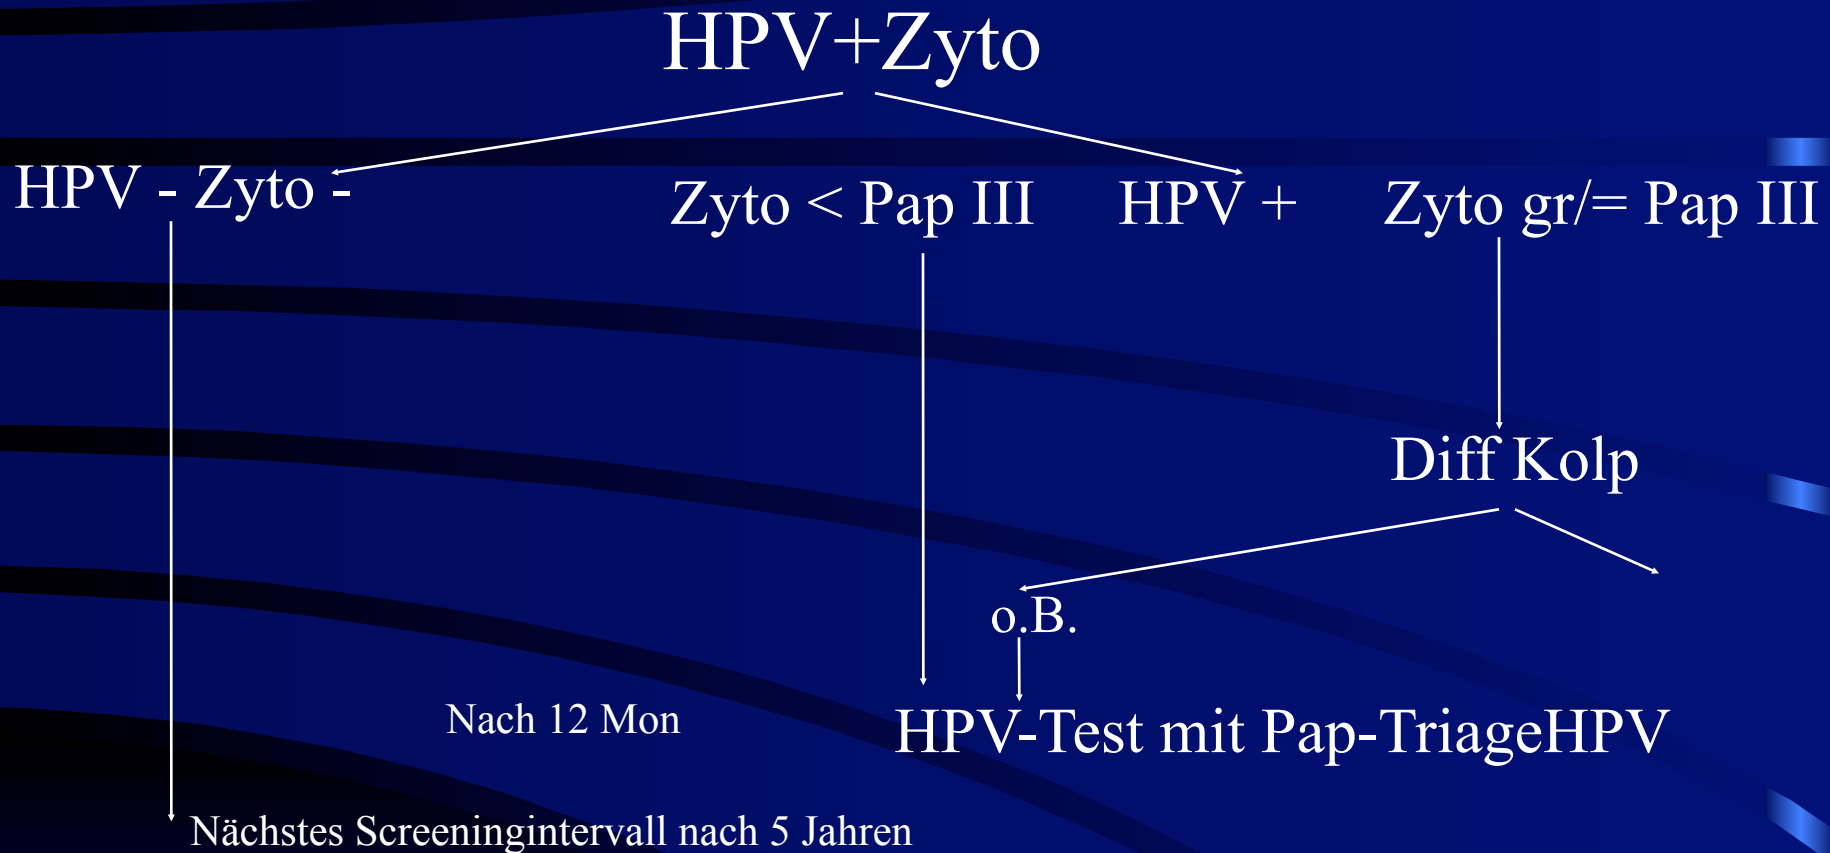 HPV+Zyto
HPV - Zyto -
Zyto < Pap III
HPV +
Zyto gr/= Pap III
Diff Kolp
o.B.
Nach 12 Mon
HPV-Test mit Pap-TriageHPV
Nächstes Screeningintervall nach 5 Jahren